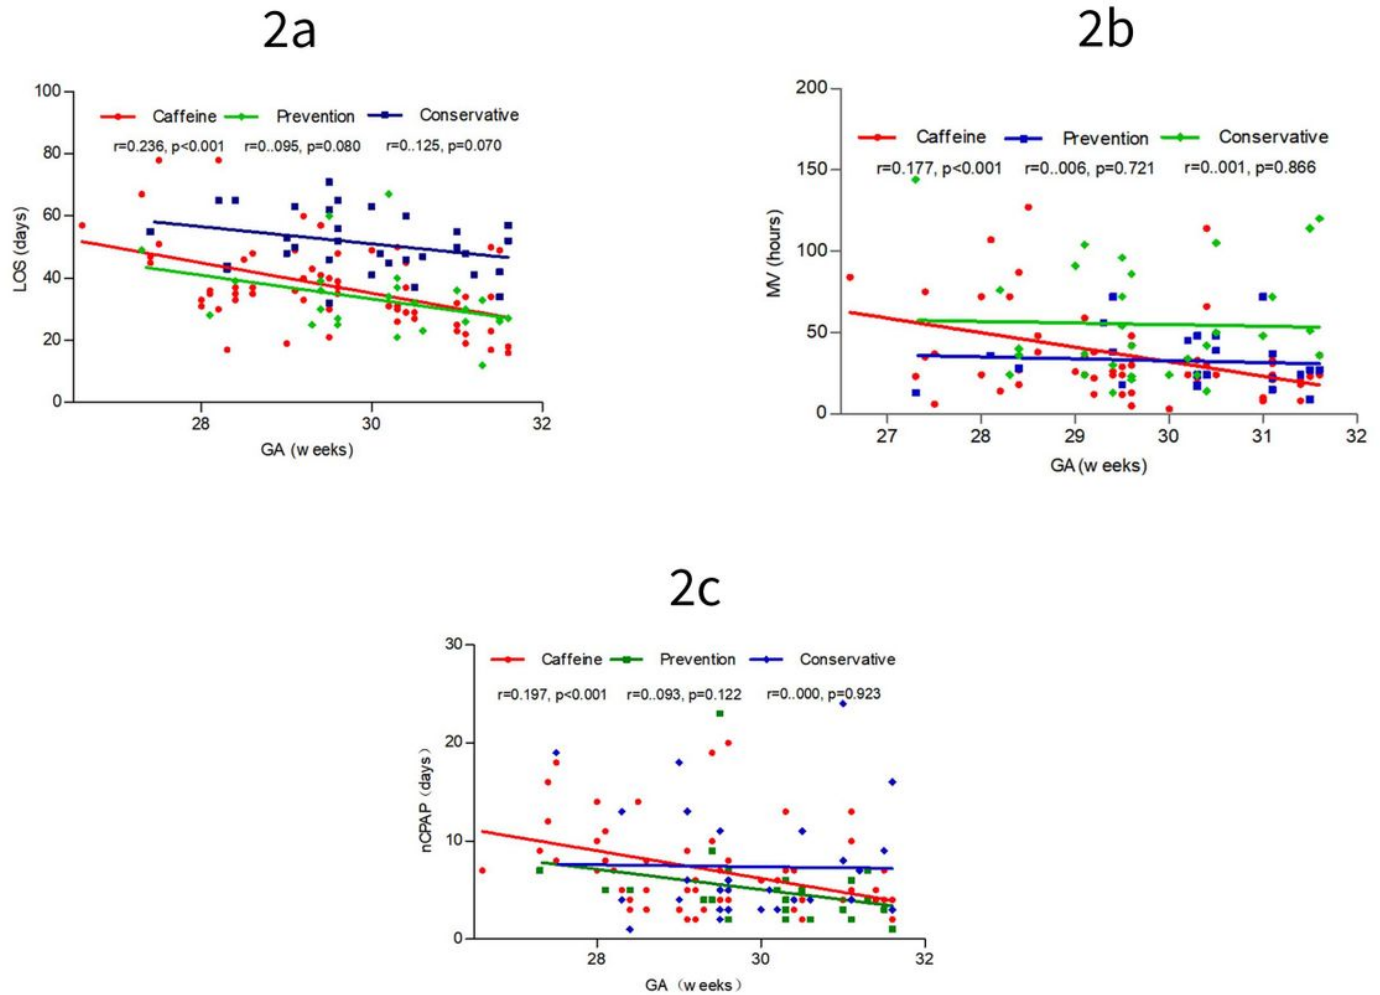 2a
100
80
60
40
20
0
LOS (days)
Caffeine Prevention Conservative
r=0.236, p<0.001 r=0..095, p=0.080 r=0..125, p=0.070
28 30 32
GA (weeks)
2b
200
150
100
50
0
MV (hours)
Caffeine Prevention Conservative
r=0.177, p<0.001 r=0..006, p=0.721 r=0..001, p=0.866
27 28 29 30 31 32
GA (weeks)
2c
30
20
10
0
nCPAP (days)
Caffeine Prevention Conservative
r=0.197, p<0.001 r=0..093, p=0.122 r=0..000, p=0.923
28 30 32
GA (weeks)